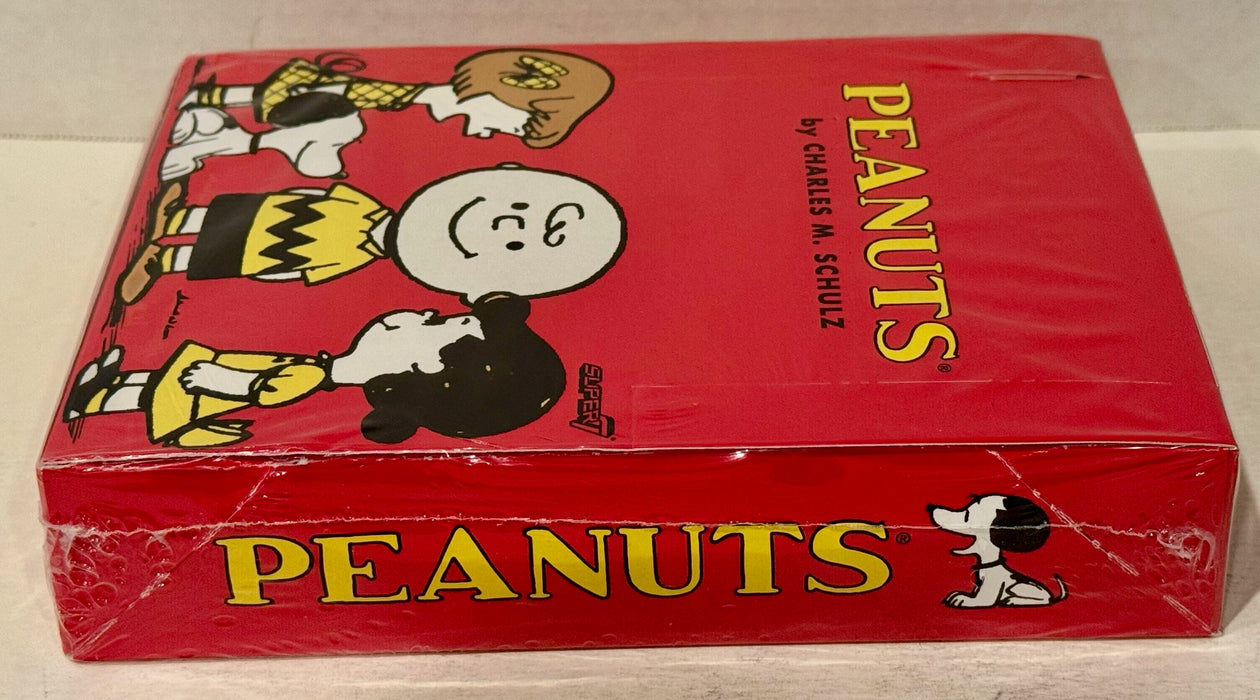 PEANUTS®
by CHARLES M. SCHULZ
SUPER7®
PEANUTS®